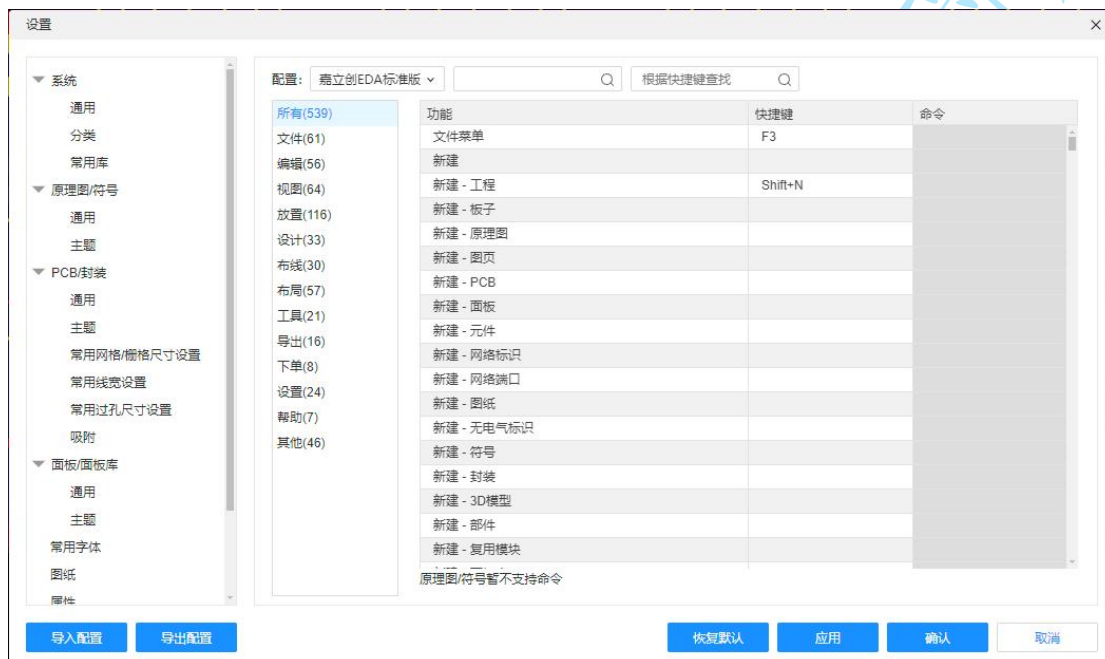 设置
系统
通用
分类
常用库
原理图/符号
通用
主题
PCB/封装
通用
主题
常用网格/栅格尺寸设置
常用线宽设置
常用过孔尺寸设置
吸附
面板/面板库
通用
主题
常用字体
图纸
属性
配置： 嘉立创EDA标准版 根据快捷键查找
所有(539)
文件(61)
编辑(56)
视图(64)
放置(116)
设计(33)
布线(30)
布局(57)
工具(21)
导出(16)
下单(8)
设置(24)
帮助(7)
其他(46)
功能 快捷键 命令
文件菜单 F3
新建
新建 - 工程 Shift+N
新建 - 板子
新建 - 原理图
新建 - 图页
新建 - PCB
新建 - 面板
新建 - 元件
新建 - 网络标识
新建 - 网络端口
新建 - 图纸
新建 - 无电气标识
新建 - 符号
新建 - 封装
新建 - 3D模型
新建 - 部件
新建 - 复用模块
原理图/符号暂不支持命令
导入配置 导出配置 恢复默认 应用 确认 取消